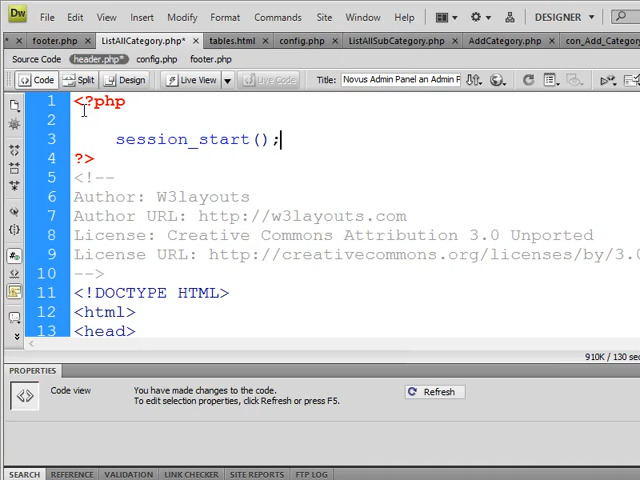 Dw File Edit View Insert Modify Format Commands Site Window Help DESIGNER
footer.php × ListAllCategory.php* × tables.html × config.php × ListAllSubCategory.php × AddCategory.php × con_Add_Category
Source Code header.php* config.php footer.php
Code Split Design Live View Live Code Title: Novus Admin Panel an Admin F
1 <?php
2
3 session_start();
4 ?>
5 <!--
6 Author: W3layouts
7 Author URL: http://w3layouts.com
8 License: Creative Commons Attribution 3.0 Unported
9 License URL: http://creativecommons.org/licenses/by/3.0
10 -->
11 <!DOCTYPE HTML>
12 <html>
13 <head>
910K / 130 sec
PROPERTIES
Code view You have made changes to the code. Refresh
To edit selection properties, click Refresh or press F5.
SEARCH REFERENCE VALIDATION LINK CHECKER SITE REPORTS FTP LOG